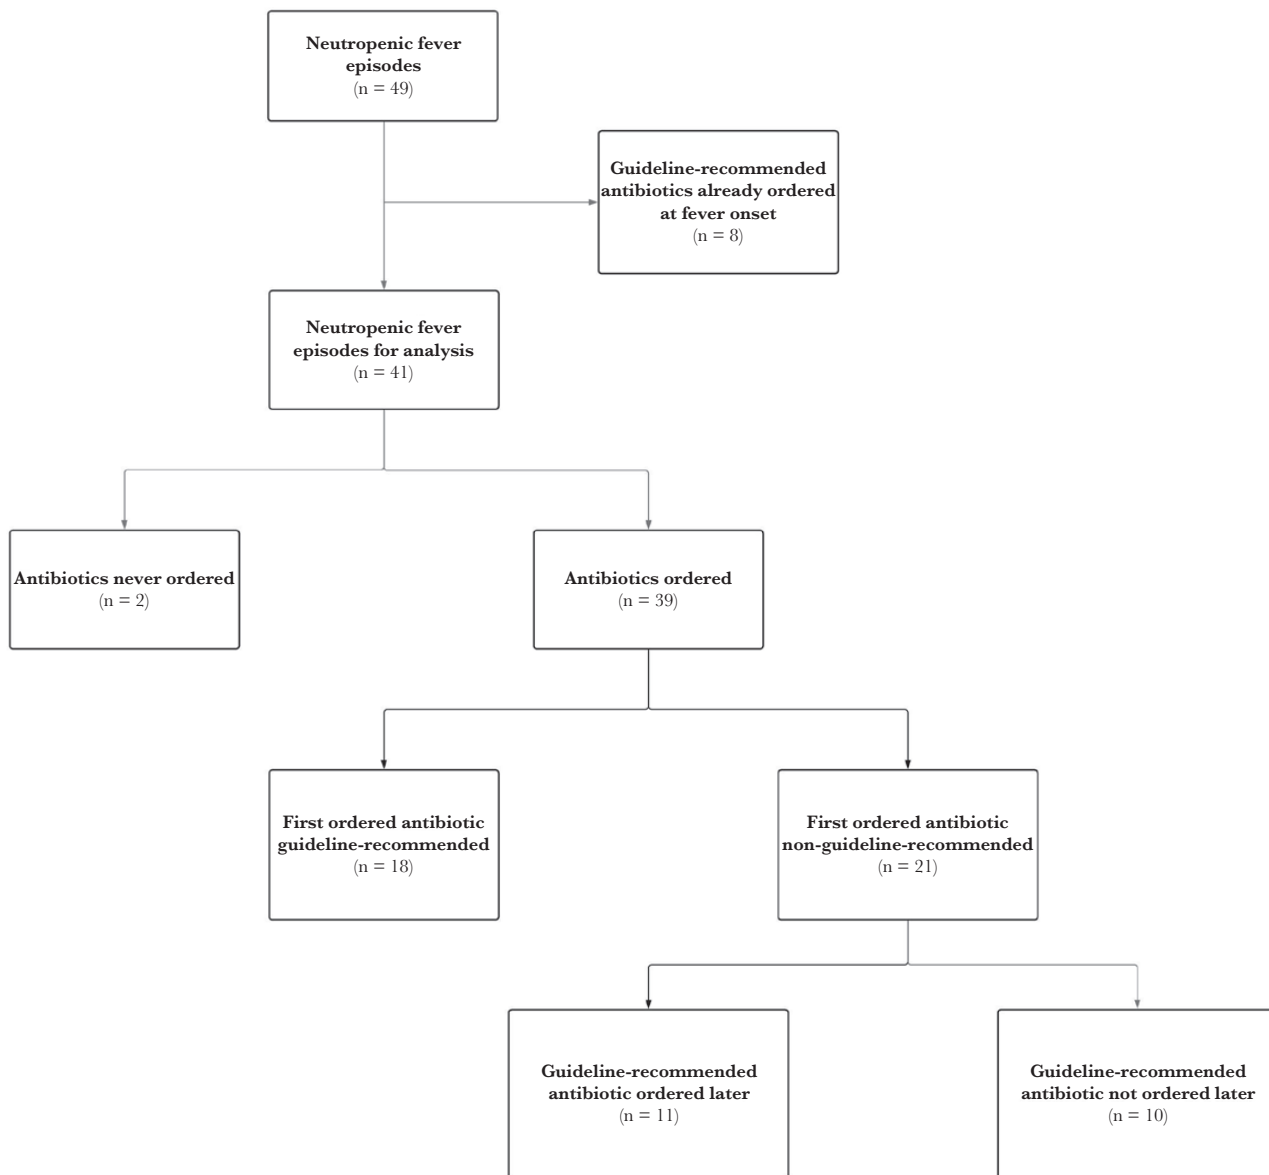 Neutropenic fever
episodes
(n = 49)
Guideline-recommended
antibiotics already ordered
at fever onset
(n = 8)
Neutropenic fever
episodes for analysis
(n = 41)
Antibiotics never ordered
(n = 2)
Antibiotics ordered
(n = 39)
First ordered antibiotic
guideline-recommended
(n = 18)
First ordered antibiotic
non-guideline-recommended
(n = 21)
Guideline-recommended
antibiotic ordered later
(n = 11)
Guideline-recommended
antibiotic not ordered later
(n = 10)